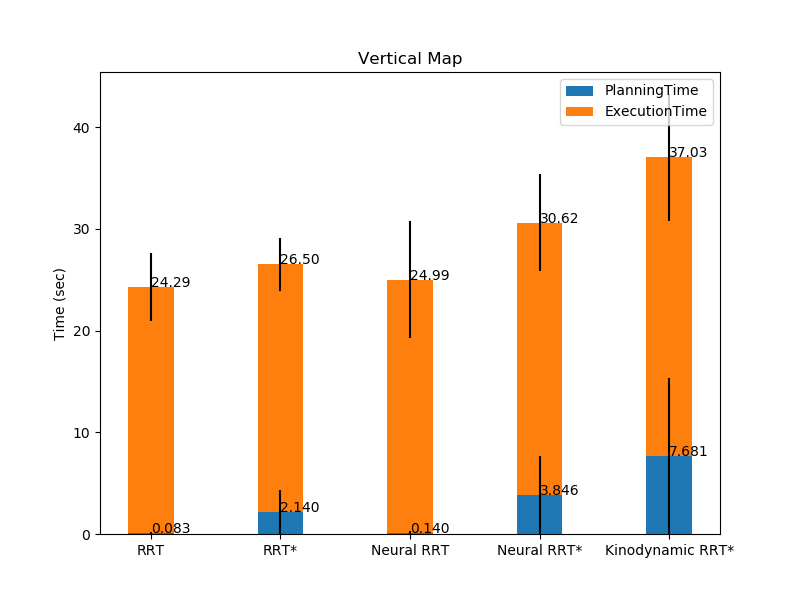 Vertical Map
PlanningTime
ExecutionTime
Time (sec)
40
30
20
10
0
24.29
26.50
24.99
30.62
37.03
0.083
2.140
0.140
3.846
7.681
RRT
RRT*
Neural RRT
Neural RRT*
Kinodynamic RRT*